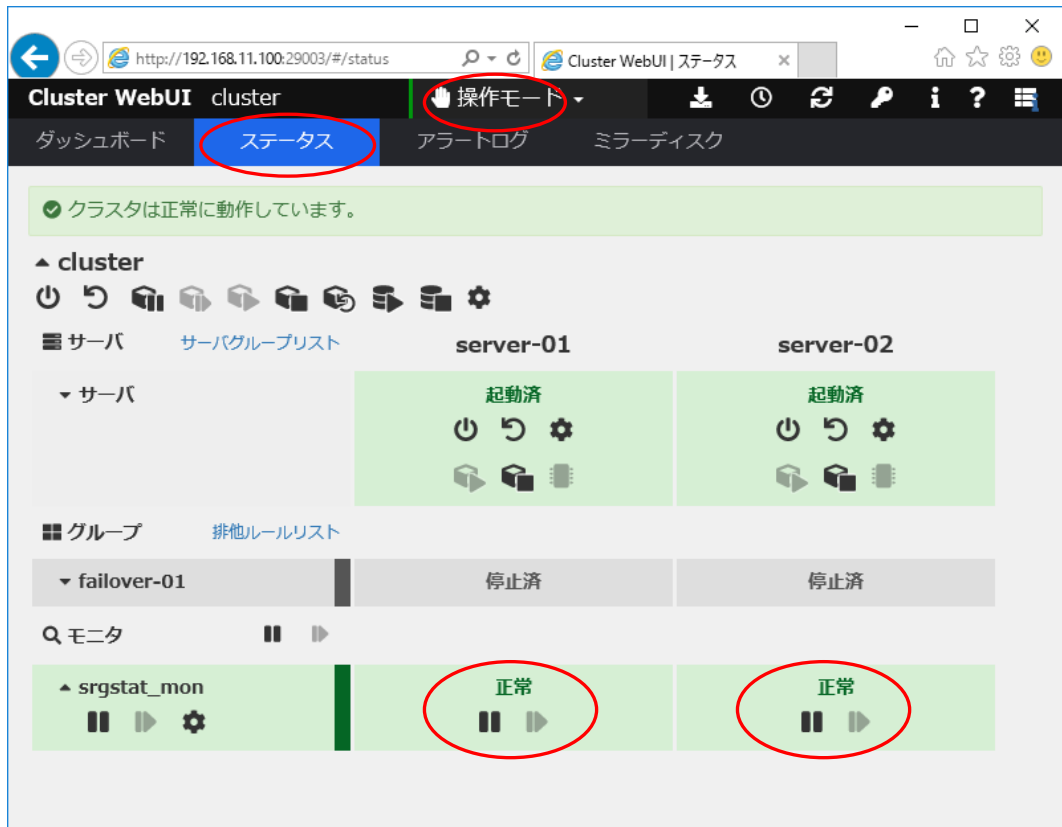 http://192.168.11.100:29003/#/status
Cluster WebUI | ステータス
Cluster WebUI cluster 操作モード
ダッシュボード ステータス アラートログ ミラーディスク
クラスタは正常に動作しています。
cluster
サーバ サーバグループリスト server-01 server-02
サーバ 起動済 起動済
グループ 排他ルールリスト
failover-01 停止済 停止済
モニタ
srgstat_mon 正常 正常